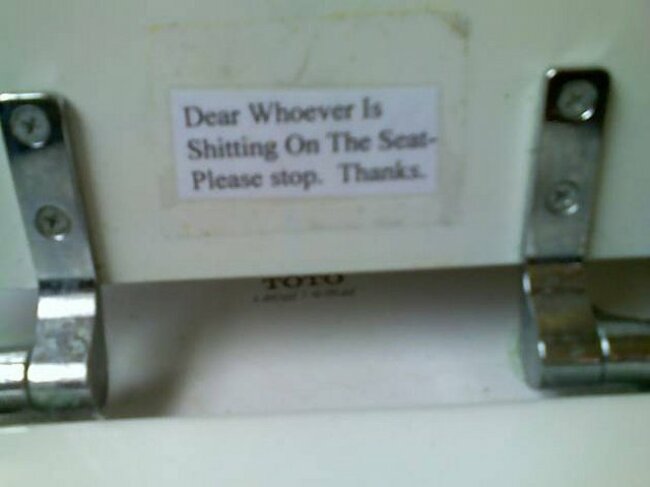 Dear Whoever Is
Shitting On The Seat-
Please stop. Thanks.
TOTO